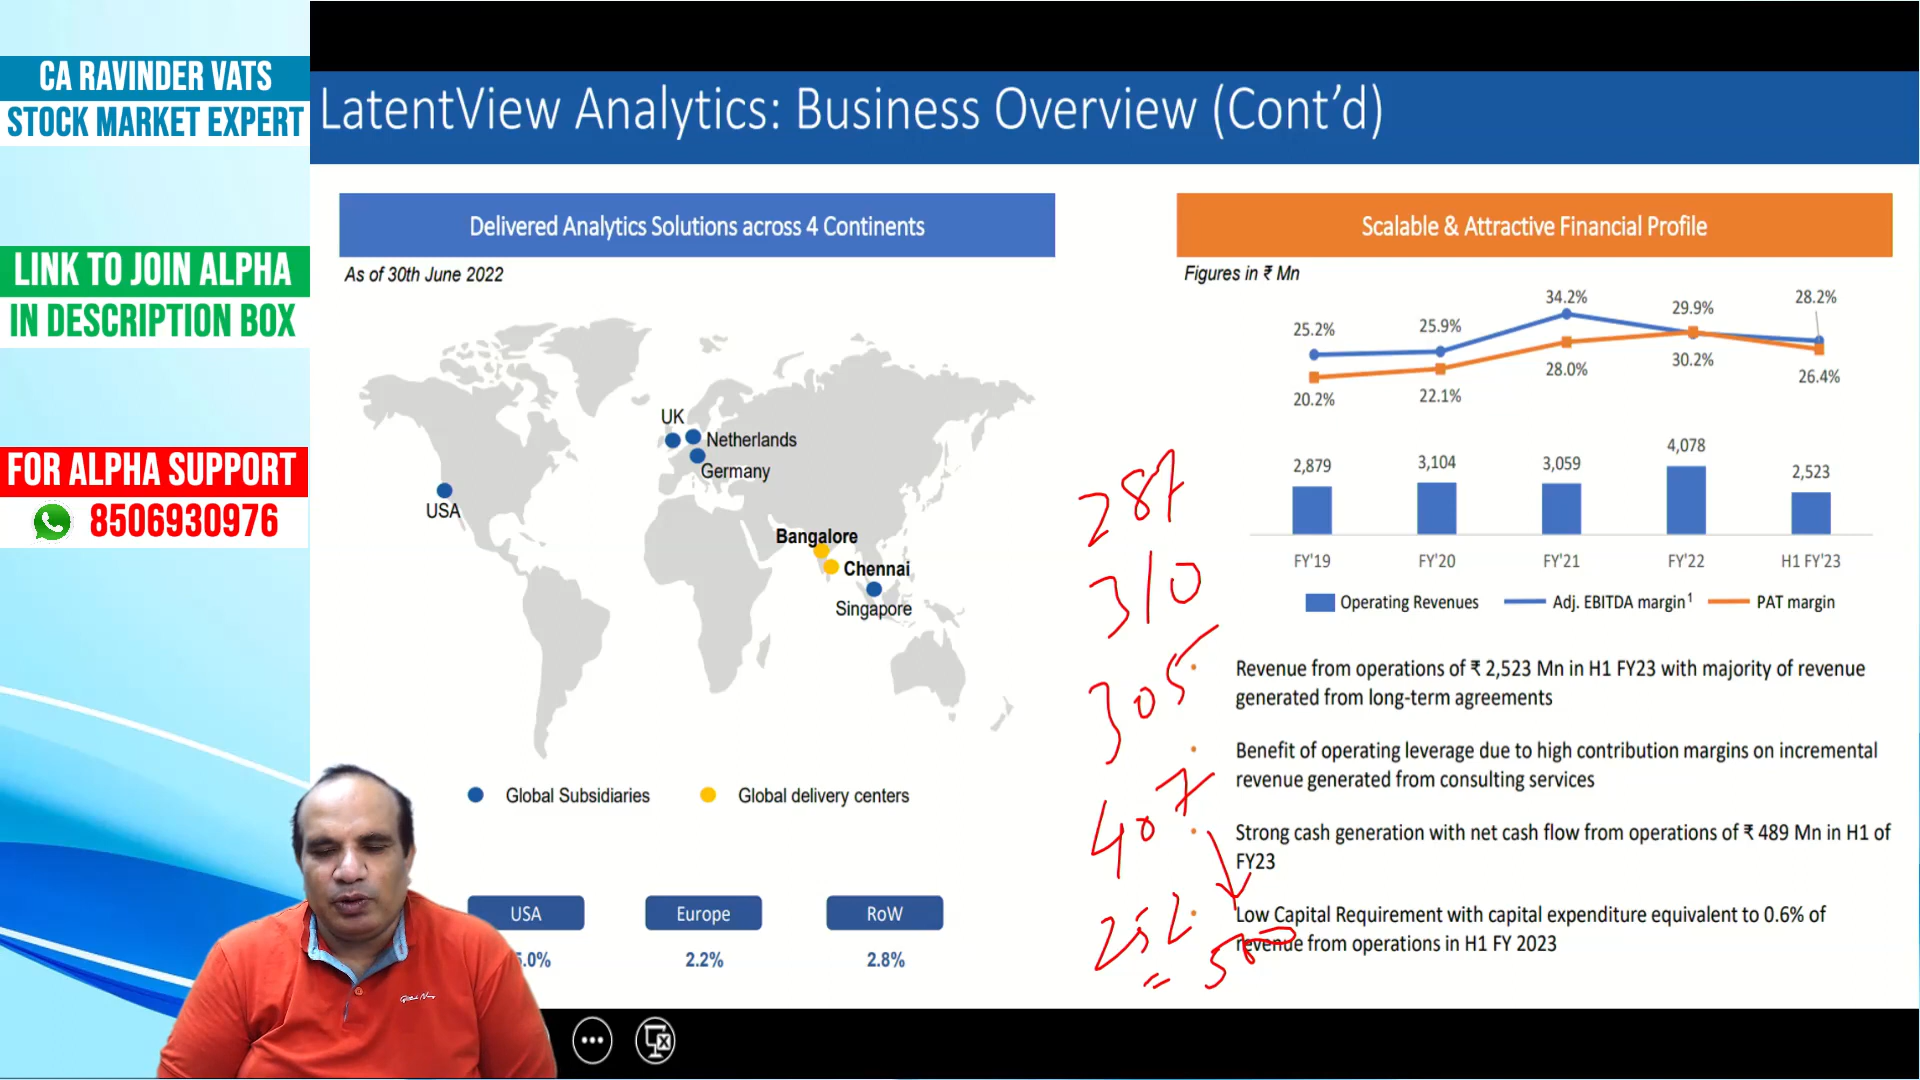 CA RAVINDER VATS
STOCK MARKET EXPERT
LINK TO JOIN ALPHA
IN DESCRIPTION BOX
FOR ALPHA SUPPORT
8506930976
LatentView Analytics: Business Overview (Cont’d)
Delivered Analytics Solutions across 4 Continents
As of 30th June 2022
UK
Netherlands
Germany
USA
Bangalore
Chennai
Singapore
Global Subsidiaries
Global delivery centers
USA Europe RoW
.0% 2.2% 2.8%
287
310
305
407
252
500
Scalable & Attractive Financial Profile
Figures in ₹ Mn
25.2% 25.9% 34.2% 29.9% 28.2%
20.2% 22.1% 28.0% 30.2% 26.4%
2,879 3,104 3,059 4,078 2,523
FY'19 FY'20 FY'21 FY'22 H1 FY'23
Operating Revenues Adj. EBITDA margin¹ PAT margin
• Revenue from operations of ₹ 2,523 Mn in H1 FY23 with majority of revenue
generated from long-term agreements
• Benefit of operating leverage due to high contribution margins on incremental
revenue generated from consulting services
• Strong cash generation with net cash flow from operations of ₹ 489 Mn in H1 of
FY23
• Low Capital Requirement with capital expenditure equivalent to 0.6% of
revenue from operations in H1 FY 2023